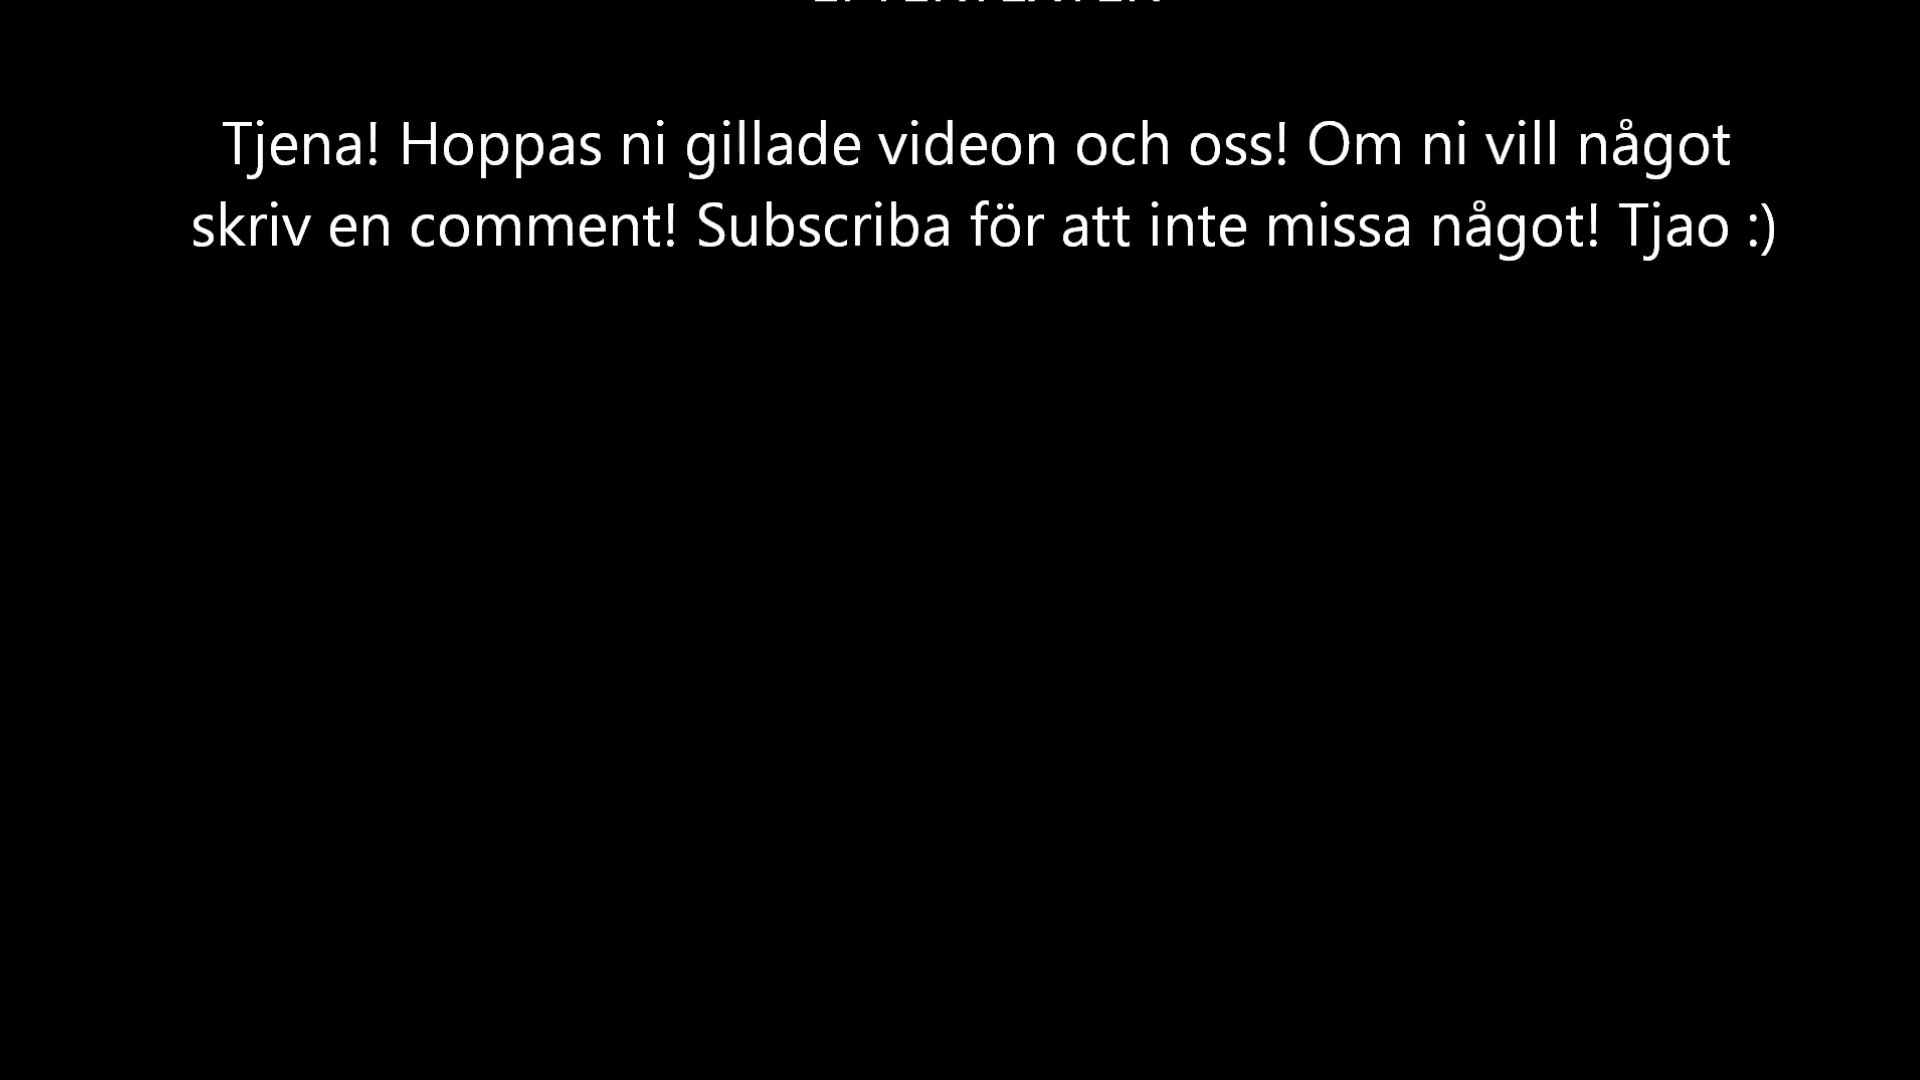 Tjena! Hoppas ni gillade videon och oss! Om ni vill något
skriv en comment! Subscriba för att inte missa något! Tjao :)